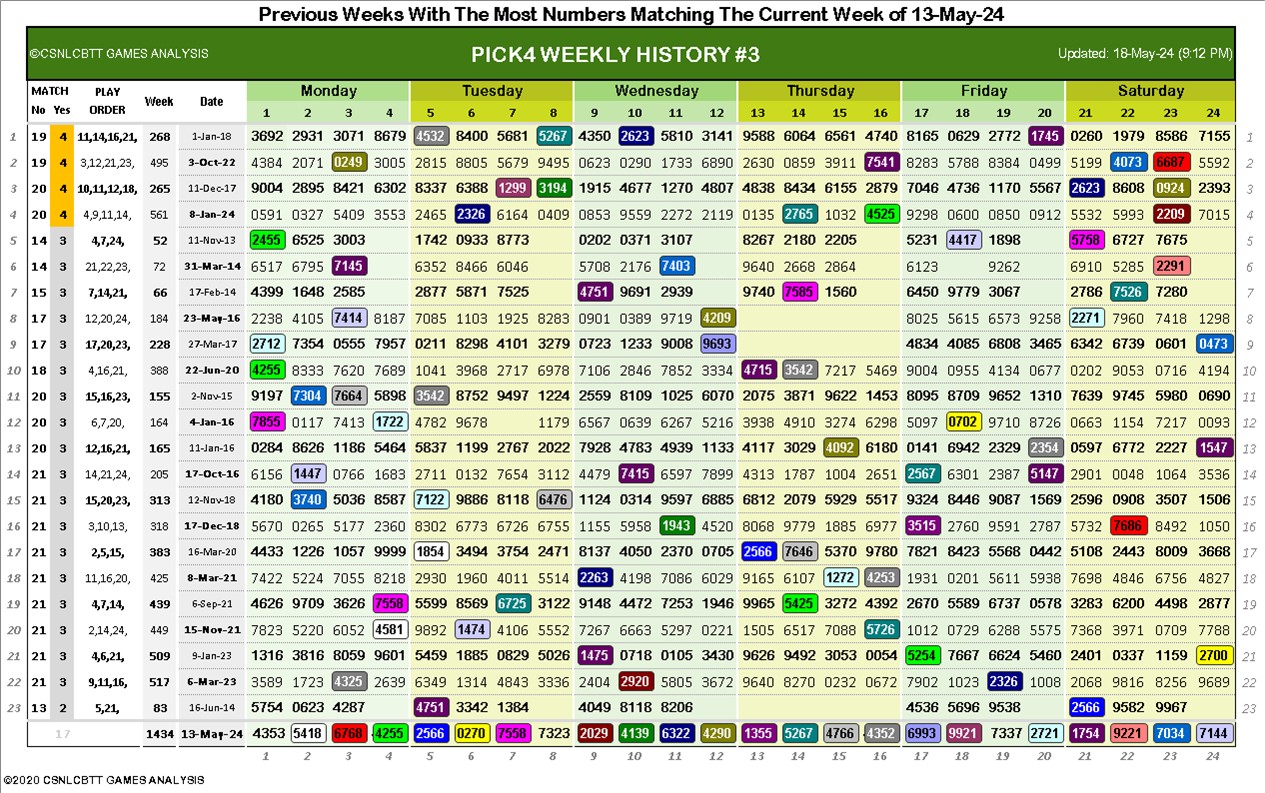 Previous Weeks With The Most Numbers Matching The Current Week of 13-May-24
©CSNLCBTT GAMES ANALYSIS PICK4 WEEKLY HISTORY #3 Updated: 18-May-24 (9:12 PM)
MATCH PLAY ORDER Week Date Monday Tuesday Wednesday Thursday Friday Saturday
No Yes 1 2 3 4 5 6 7 8 9 10 11 12 13 14 15 16 17 18 19 20 21 22 23 24
1 19 4 11,14,16,21, 268 1-Jan-18 3692 2931 3071 8679 4532 8400 5681 5267 4350 2623 5810 3141 9588 6064 6561 4740 8165 0629 2772 1745 0260 1979 8586 7155 1
2 19 4 3,12,21,23, 495 3-Oct-22 4384 2071 0249 3005 2815 8805 5679 9495 0623 0290 1733 6890 2630 0859 3911 7541 8283 5788 8384 0499 5199 4073 6687 5592 2
3 20 4 10,11,12,18, 265 11-Dec-17 9004 2895 8421 6302 8337 6388 1299 3194 1915 4677 1270 4807 4838 8434 6155 2879 7046 4736 1170 5567 2623 8608 0924 2393 3
4 20 4 4,9,11,14, 561 8-Jan-24 0591 0327 5409 3553 2465 2326 6164 0409 0853 9559 2272 2119 0135 2765 1032 4525 9298 0600 0850 0912 5532 5993 2209 7015 4
5 14 3 4,7,24, 52 11-Nov-13 2455 6525 3003 1742 0933 8773 0202 0371 3107 8267 2180 2205 5231 4417 1898 5758 6727 7675 5
6 14 3 21,22,23, 72 31-Mar-14 6517 6795 7145 6352 8466 6046 5708 2176 7403 9640 2668 2864 6123 9262 6910 5285 2291 6
7 15 3 7,14,21, 66 17-Feb-14 4399 1648 2585 2877 5871 7525 4751 9691 2939 9740 7585 1560 6450 9779 3067 2786 7526 7280 7
8 17 3 12,20,24, 184 23-May-16 2238 4105 7414 8187 7085 1103 1925 8283 0901 0389 9719 4209 8025 5615 6573 9258 2271 7960 7418 1298 8
9 17 3 17,20,23, 228 27-Mar-17 2712 7354 0555 7957 0211 8298 4101 3279 0723 1233 9008 9693 4834 4085 6808 3465 6342 6739 0601 0473 9
10 18 3 4,16,21, 388 22-Jun-20 4255 8333 7620 7689 1041 3968 2717 6978 7106 2846 7852 3334 4715 3542 7217 5469 9004 0955 4134 0677 0202 9053 0716 4194 10
11 20 3 15,16,23, 155 2-Nov-15 9197 7304 7664 5898 3542 8752 9497 1224 2559 8109 1025 6070 2075 3871 9622 1453 8095 8709 9652 1310 7639 9745 5980 0690 11
12 20 3 6,7,20, 164 4-Jan-16 7855 0117 7413 1722 4782 9678 1179 6567 0639 6267 5216 3938 4910 3274 6298 5097 0702 9710 8726 0663 1154 7217 0093 12
13 20 3 12,16,21, 165 11-Jan-16 0284 8626 1186 5464 5837 1199 2767 2022 7928 4783 4939 1133 4117 3029 4092 6180 0141 6942 2329 2354 0597 6772 2227 1547 13
14 21 3 14,21,24, 205 17-Oct-16 6156 1447 0766 1683 2711 0132 7654 3112 4479 7415 6597 7899 4313 1787 1004 2651 2567 6301 2387 5147 2901 0048 1064 3536 14
15 21 3 15,20,23, 313 12-Nov-18 4180 3740 5036 8587 7122 9886 8118 6476 1124 0314 9597 6885 6812 2079 5929 5517 9324 8446 9087 1569 2596 0908 3507 1506 15
16 21 3 3,10,13, 318 17-Dec-18 5670 0265 5177 2360 8302 6773 6726 6755 1155 5958 1943 4520 8068 9779 1885 6977 3515 2760 9591 2787 5732 7686 8492 1050 16
17 21 3 2,5,15, 383 16-Mar-20 4433 1226 1057 9999 1854 3494 3754 2471 8137 4050 2370 0705 2566 7646 5370 9780 7821 8423 5568 0442 5108 2443 8009 3668 17
18 21 3 11,16,20, 425 8-Mar-21 7422 5224 7055 8218 2930 1960 4011 5514 2263 4198 7086 6029 9165 6107 1272 4253 1931 0201 5611 5938 7698 4846 6756 4827 18
19 21 3 4,7,14, 439 6-Sep-21 4626 9709 3626 7558 5599 8569 6725 3122 9148 4472 7253 1946 9965 5425 3272 4392 2670 5589 6737 0578 3283 6200 4498 2877 19
20 21 3 2,14,24, 449 15-Nov-21 7823 5220 6052 4581 9892 1474 4106 5552 7267 6663 5297 0221 1505 6517 7088 5726 1012 0729 6288 5575 7368 3971 0709 7788 20
21 21 3 4,6,21, 509 9-Jan-23 1316 3816 8059 9601 5459 1885 0829 5026 1475 0718 0105 3430 9626 9492 3053 0054 5254 7667 6624 5460 2401 0337 1159 2700 21
22 21 3 9,11,16, 517 6-Mar-23 3589 1723 4325 2639 6349 1314 4843 3336 2404 2920 5805 3672 9640 8270 0232 0672 7902 1023 2326 1008 2068 9816 8256 9689 22
23 13 2 5,21, 83 16-Jun-14 5754 0623 4287 4751 3342 1384 4049 8118 8206 4536 5696 9538 2566 9582 9967 23
17 1434 13-May-24 4353 5418 6768 4255 2566 0270 7558 7323 2029 4139 6322 4290 1355 5267 4766 4352 6993 9921 7337 2721 1754 9221 7034 7144
1 2 3 4 5 6 7 8 9 10 11 12 13 14 15 16 17 18 19 20 21 22 23 24
©2020 CSNLCBTT GAMES ANALYSIS